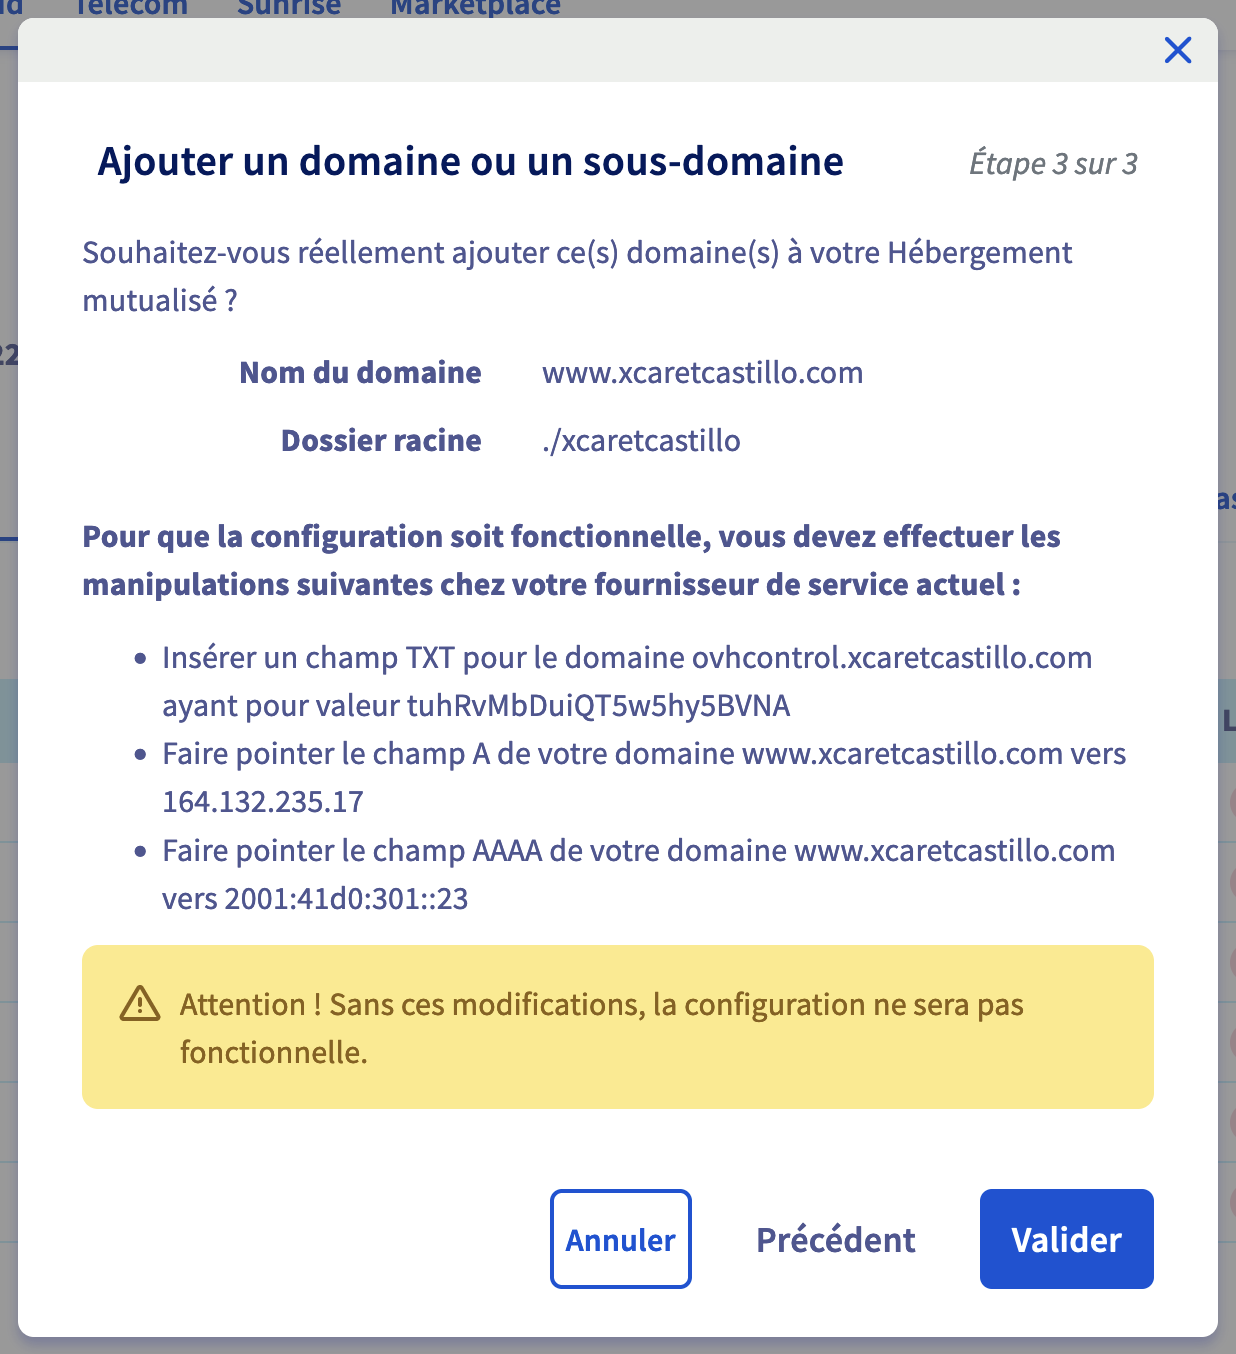 Telecom Sunrise Marketplace
Ajouter un domaine ou un sous-domaine
Étape 3 sur 3
Souhaitez-vous réellement ajouter ce(s) domaine(s) à votre Hébergement
mutualisé ?
Nom du domaine www.xcaretcastillo.com
Dossier racine ./xcaretcastillo
Pour que la configuration soit fonctionnelle, vous devez effectuer les
manipulations suivantes chez votre fournisseur de service actuel :
• Insérer un champ TXT pour le domaine ovhcontrol.xcaretcastillo.com
ayant pour valeur tuhRvMbDuiQT5w5hy5BVNA
• Faire pointer le champ A de votre domaine www.xcaretcastillo.com vers
164.132.235.17
• Faire pointer le champ AAAA de votre domaine www.xcaretcastillo.com
vers 2001:41d0:301::23
Attention ! Sans ces modifications, la configuration ne sera pas
fonctionnelle.
Annuler Précédent Valider